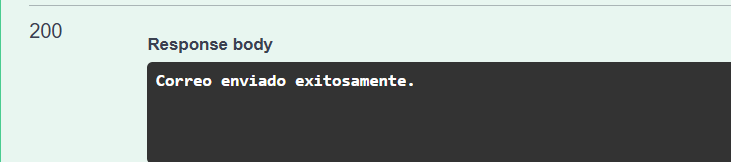 200
Response body
Correo enviado exitosamente.